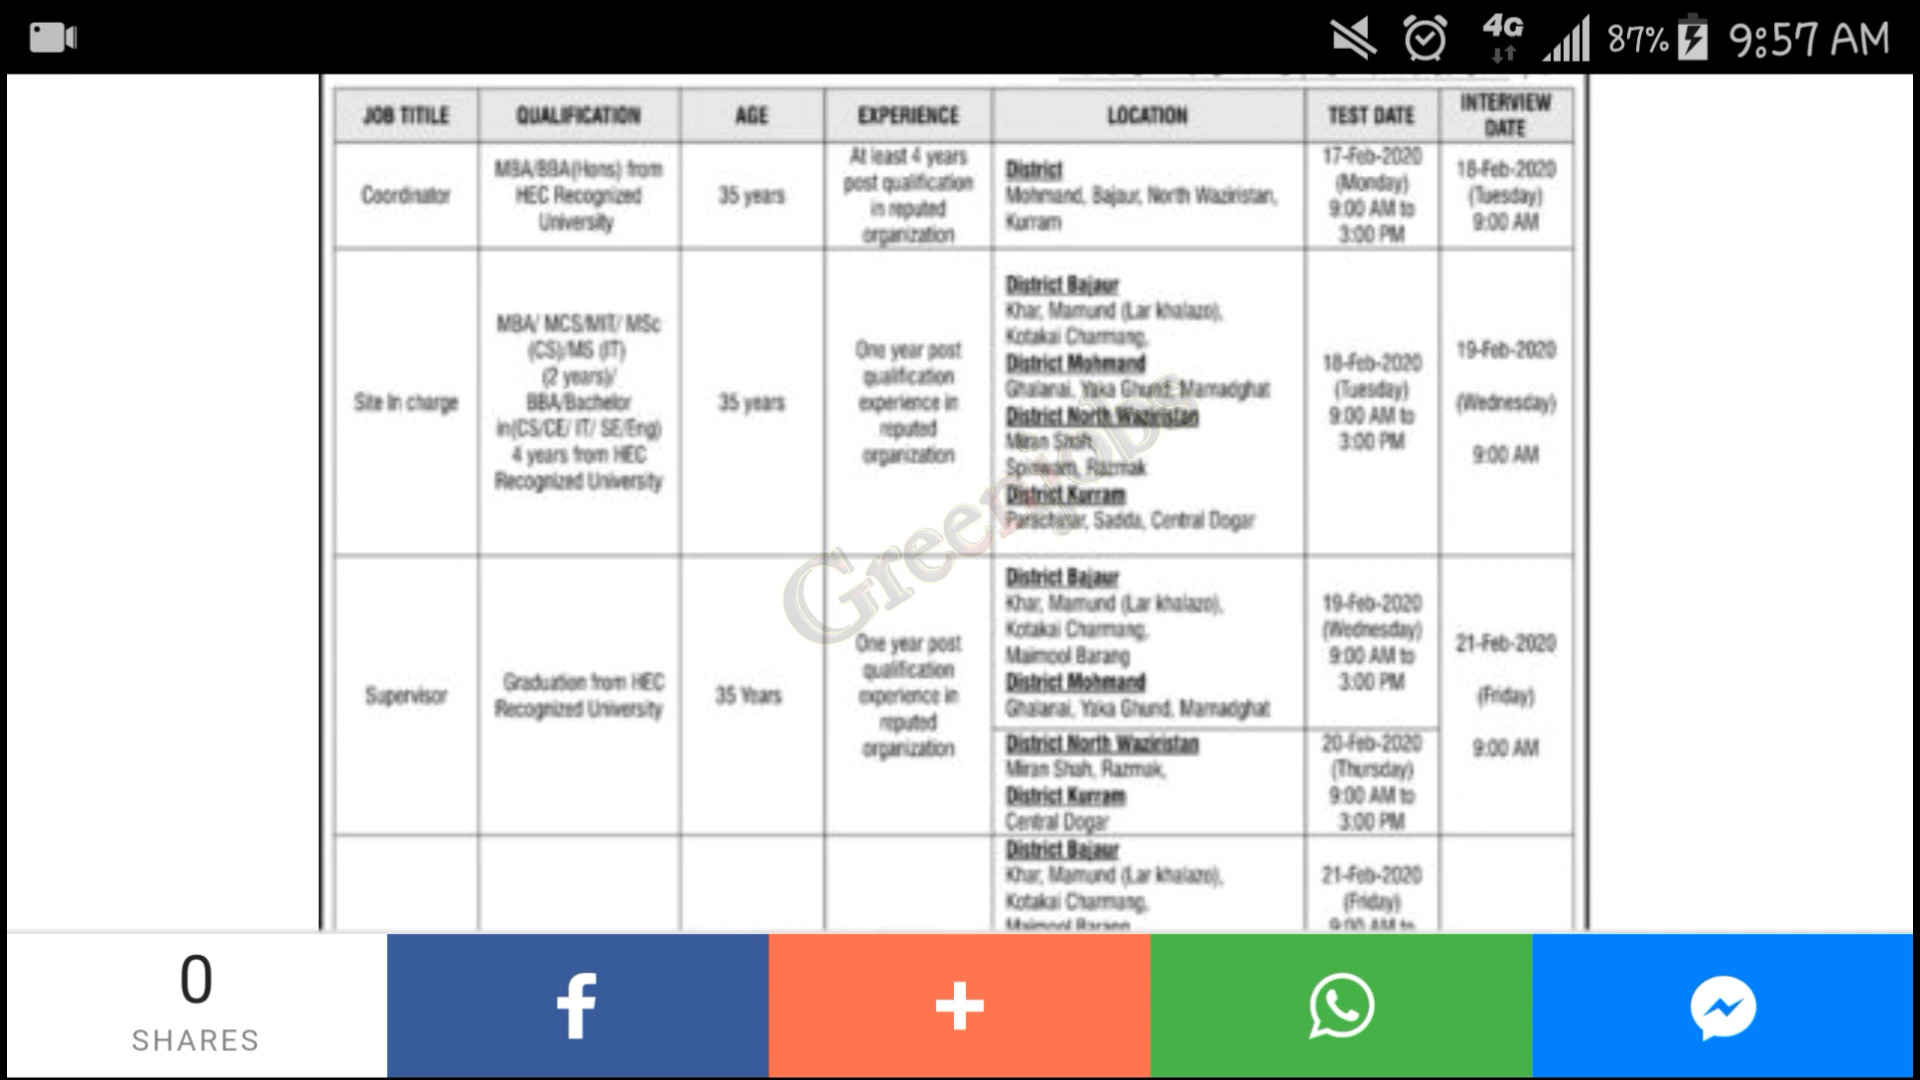 4G
87%
9:57 AM
JOB TITILE
QUALIFICATION
AGE
EXPERIENCE
LOCATION
TEST DATE
INTERVIEW
DATE
Coordinator
MBA/BBA(Hons) from
HEC Recognized
University
35 years
At least 4 years
post qualification
in reputed
organization
District
Mohmand, Bajaur, North Waziristan,
Kurram
17-Feb-2020
(Monday)
9:00 AM to
3:00 PM
18-Feb-2020
(Tuesday)
9:00 AM
Site In charge
MBA/ MCS/MIT/ MSc
(CS)/MS (IT)
(2 years)/
BBA/Bachelor
in(CS/CE/ IT/ SE/Eng)
4 years from HEC
Recognized University
35 years
One year post
qualification
experience in
reputed
organization
District Bajaur
Khar, Mamund (Lar khalazo),
Kotakai Charmang,
District Mohmand
Ghalanai, Yaka Ghund, Mamadghat
District North Waziristan
Miran Shah,
Spinwam, Razmak
District Kurram
Parachinar, Sadda, Central Dogar
18-Feb-2020
(Tuesday)
9:00 AM to
3:00 PM
19-Feb-2020
(Wednesday)
9:00 AM
Supervisor
Graduation from HEC
Recognized University
35 Years
One year post
qualification
experience in
reputed
organization
District Bajaur
Khar, Mamund (Lar khalazo),
Kotakai Charmang,
Maimool Barang
District Mohmand
Ghalanai, Yaka Ghund, Mamadghat
19-Feb-2020
(Wednesday)
9:00 AM to
3:00 PM
District North Waziristan
Miran Shah, Razmak,
District Kurram
Central Dogar
20-Feb-2020
(Thursday)
9:00 AM to
3:00 PM
21-Feb-2020
(Friday)
9:00 AM
District Bajaur
Khar, Mamund (Lar khalazo),
Kotakai Charmang,
Maimool Barang
21-Feb-2020
(Friday)
9:00 AM to
Greenjobs
0
SHARES